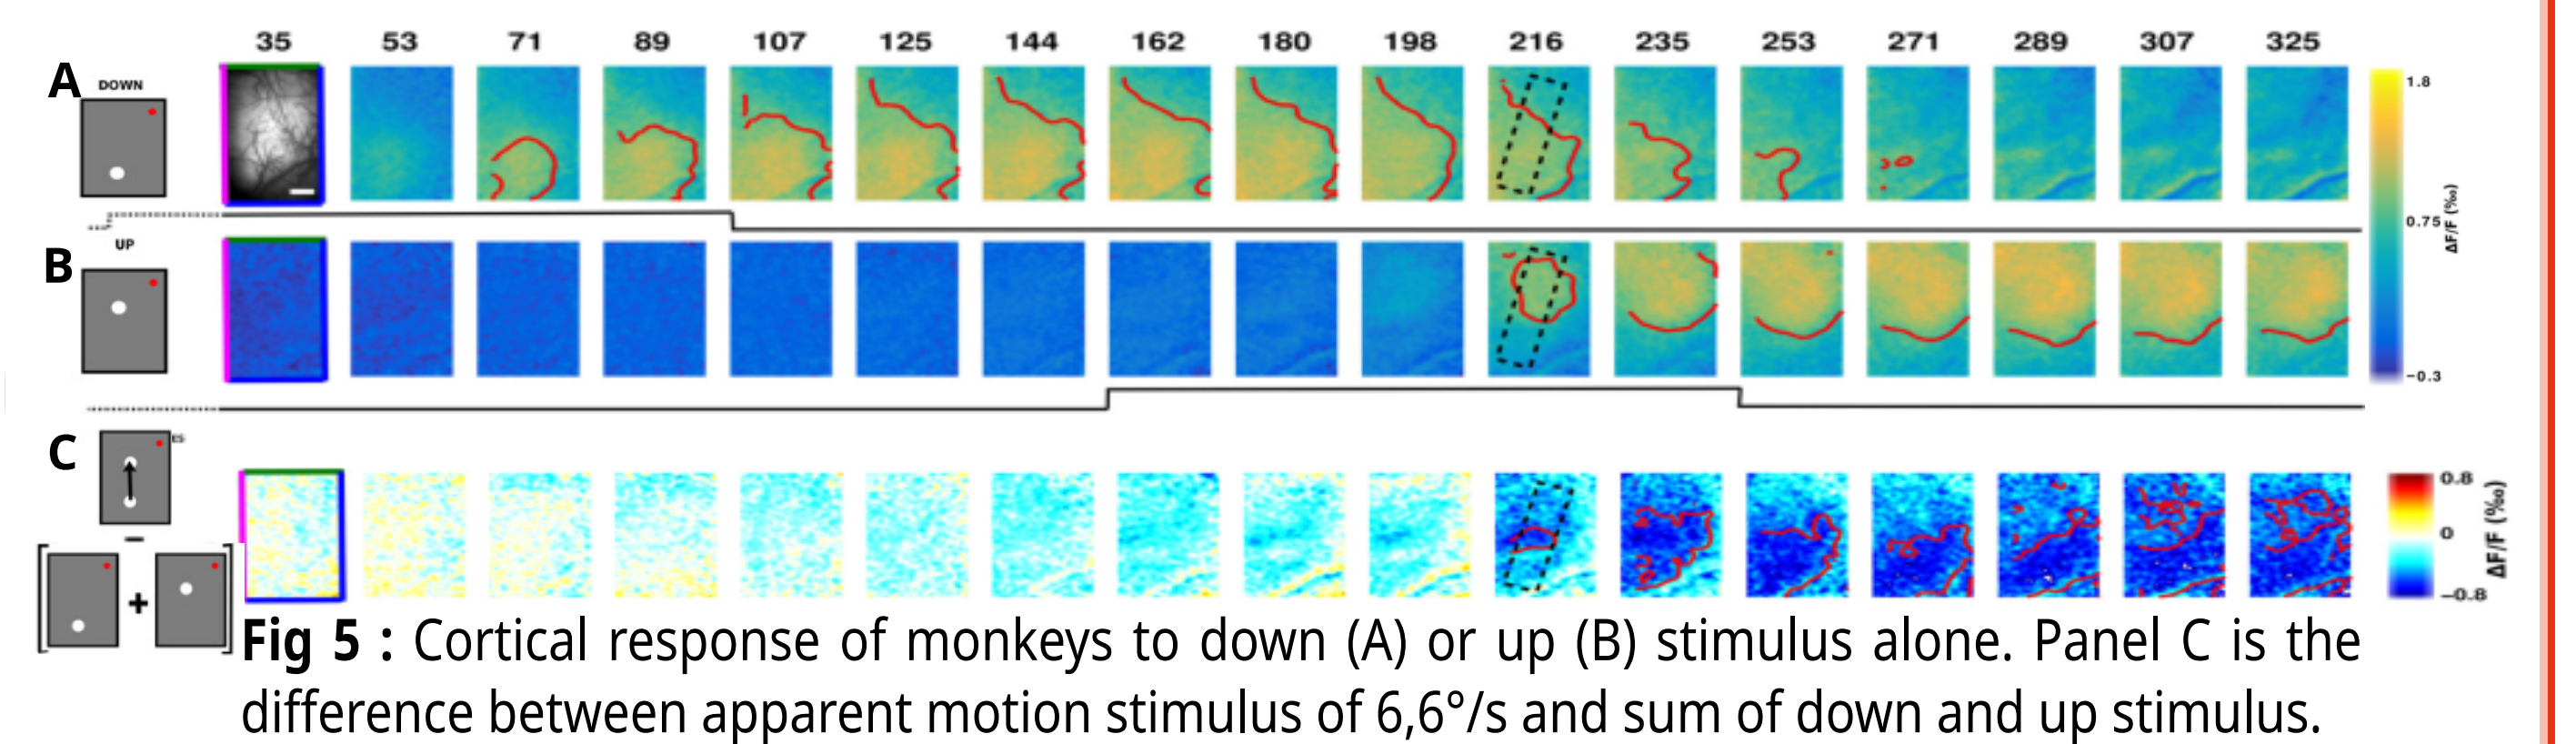 35 53 71 89 107 125 144 162 180 198 216 235 253 271 289 307 325
A
DOWN
1.8
0.75
-0.3
ΔF/F (‰)
B
UP
C
0.8
0
-0.8
ΔF/F (‰)
Fig 5 : Cortical response of monkeys to down (A) or up (B) stimulus alone. Panel C is the
difference between apparent motion stimulus of 6,6°/s and sum of down and up stimulus.